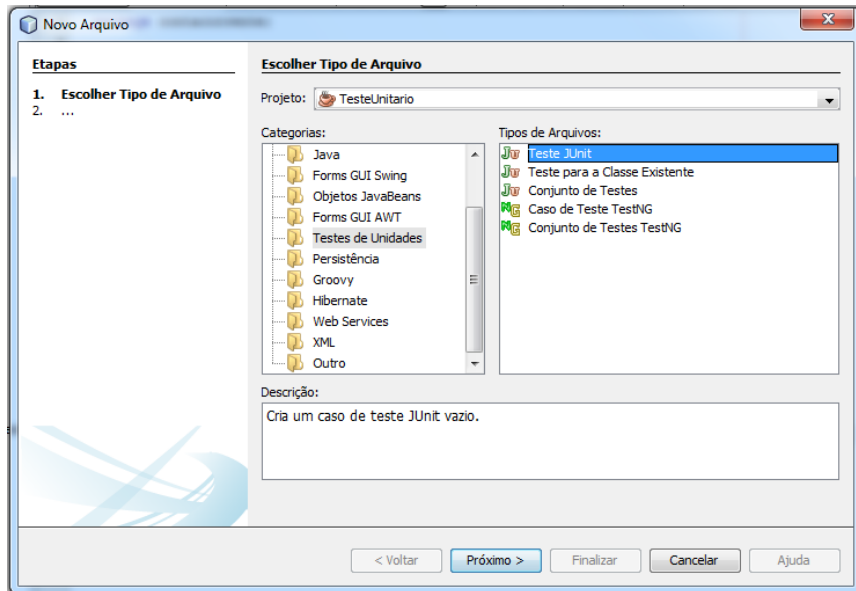 Novo Arquivo
Etapas
1. Escolher Tipo de Arquivo
2. ...
Escolher Tipo de Arquivo
Projeto: TesteUnitario
Categorias:
Java
Forms GUI Swing
Objetos JavaBeans
Forms GUI AWT
Testes de Unidades
Persistência
Groovy
Hibernate
Web Services
XML
Outro
Tipos de Arquivos:
Teste JUnit
Teste para a Classe Existente
Conjunto de Testes
Caso de Teste TestNG
Conjunto de Testes TestNG
Descrição:
Cria um caso de teste JUnit vazio.
< Voltar
Próximo >
Finalizar
Cancelar
Ajuda